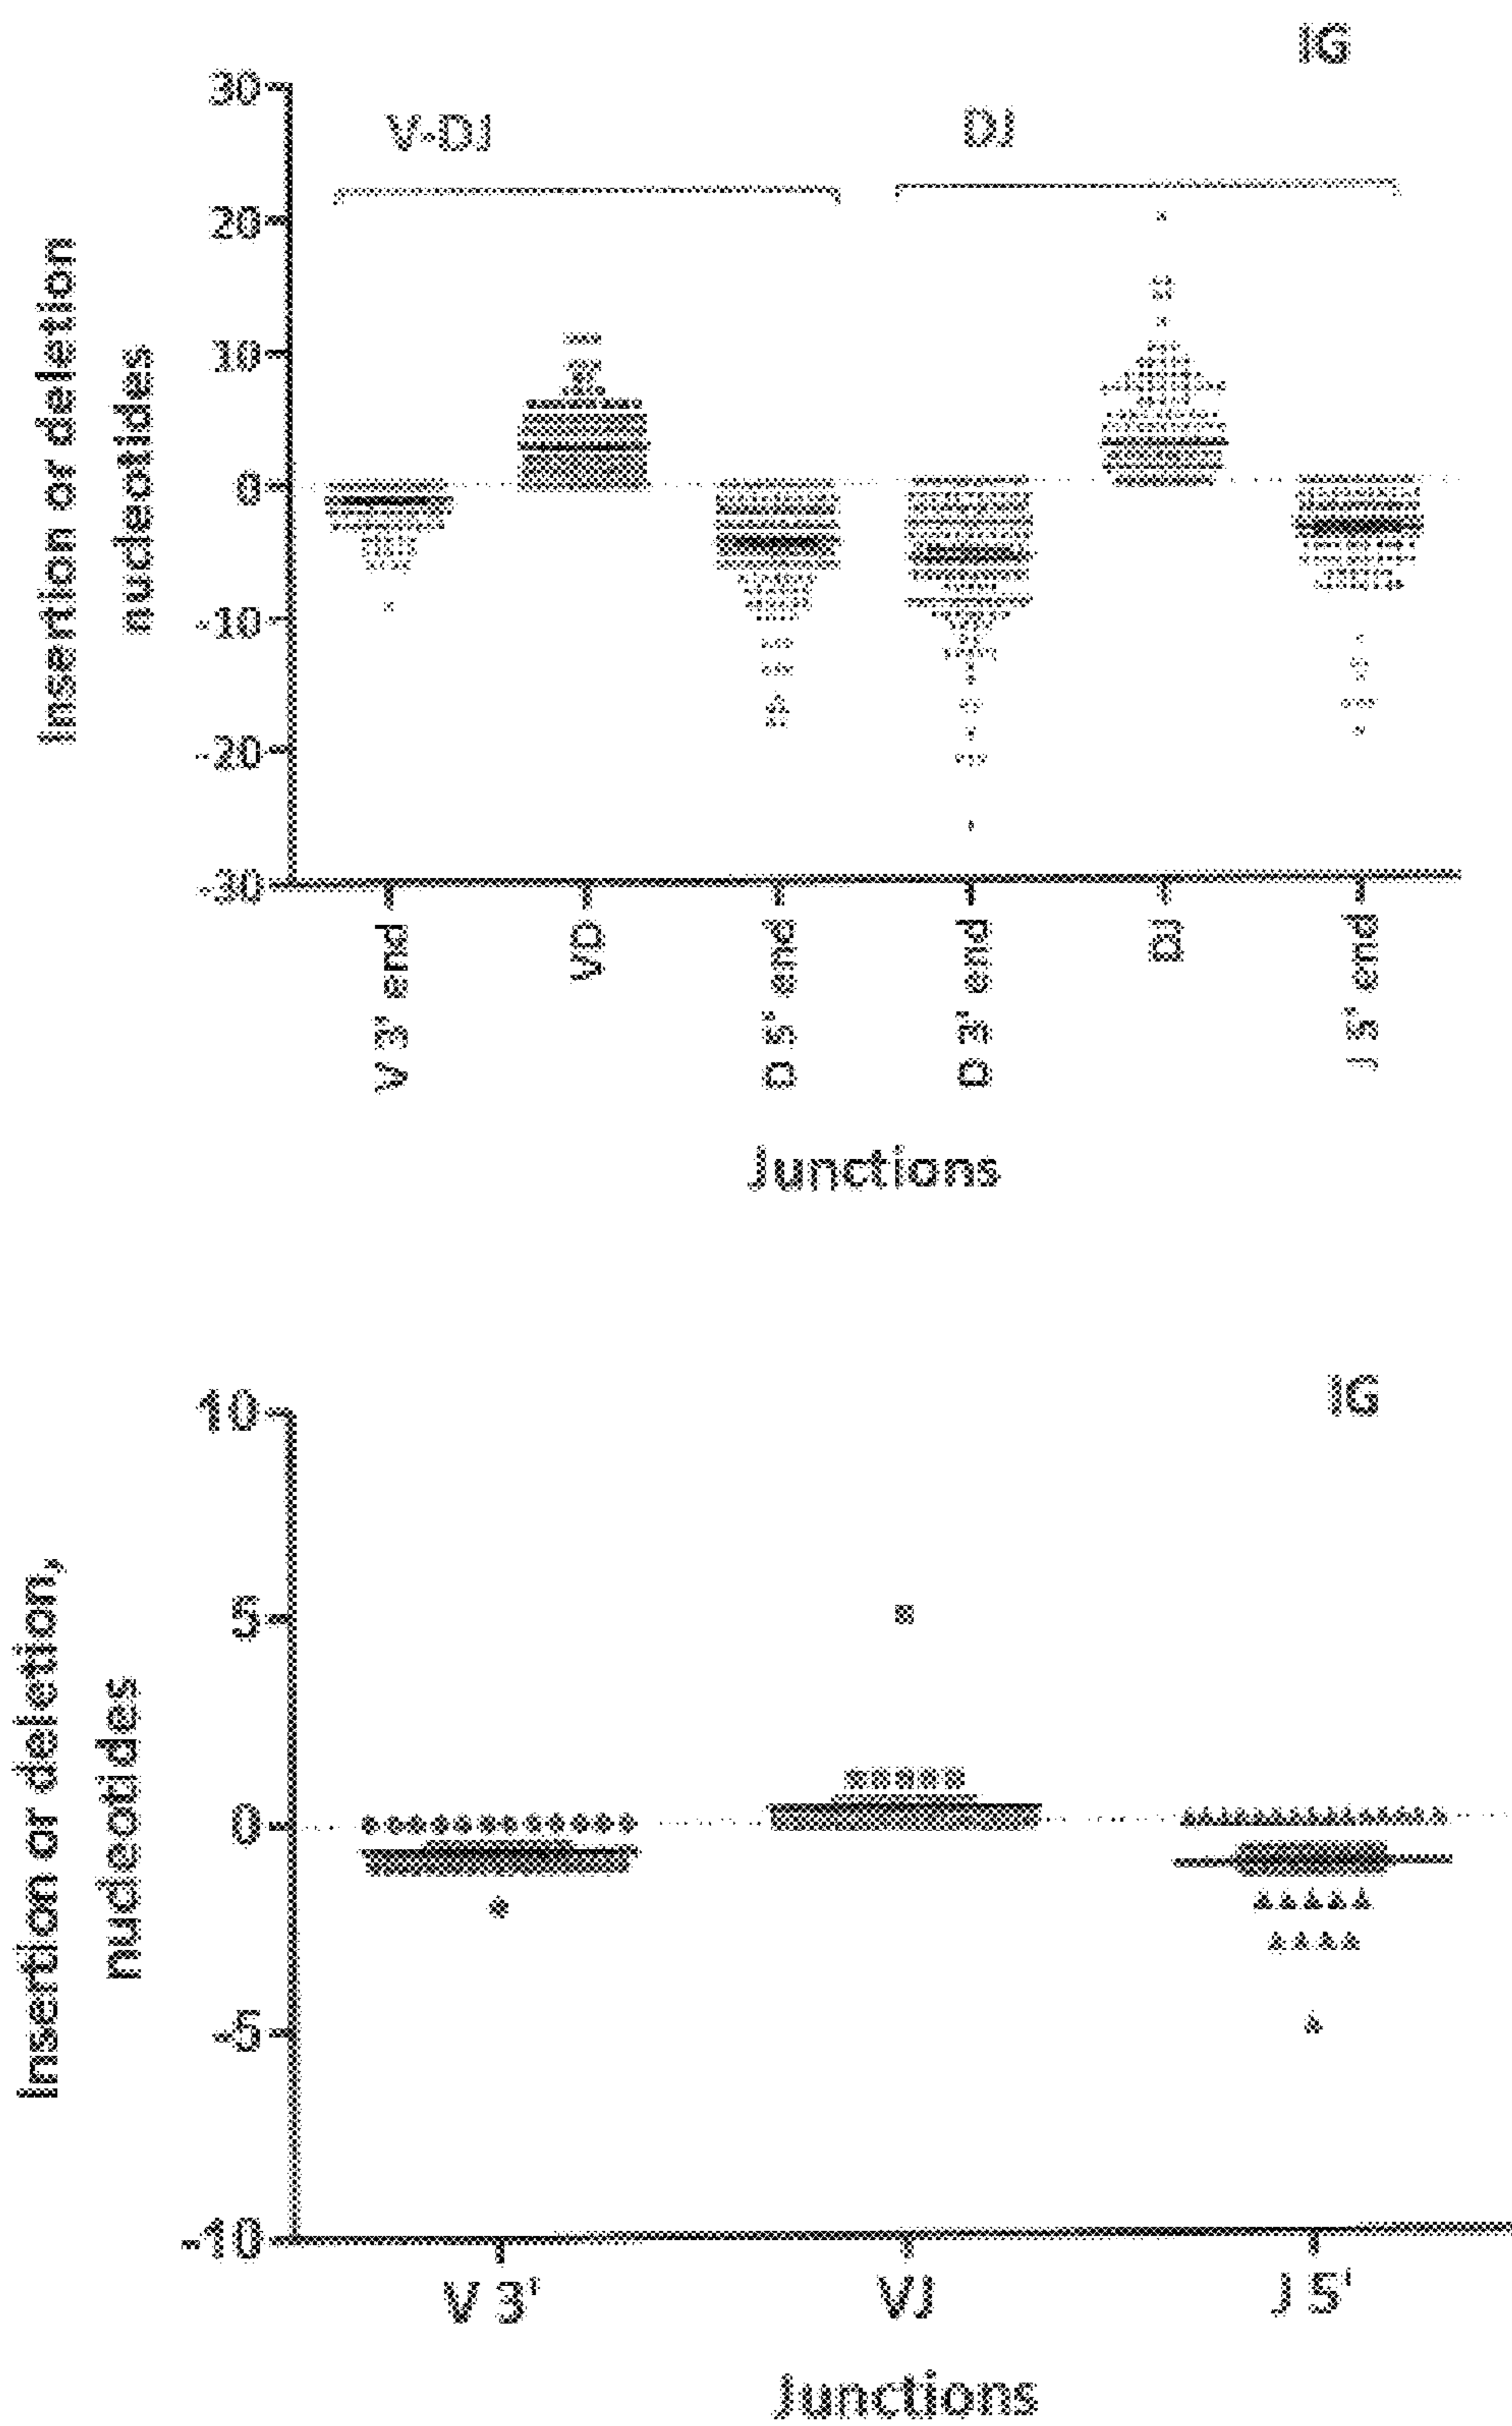 IG
30
V-DJ
DJ
20
10
0
-10
-20
-30
Insertion or deletion
nucleotides
V 3' end
VD
D 5' end
D 3' end
DJ
J 5' end
Junctions
IG
10
5
0
-5
-10
Insertion or deletion,
nucleotides
V 3'
VJ
J 5'
Junctions